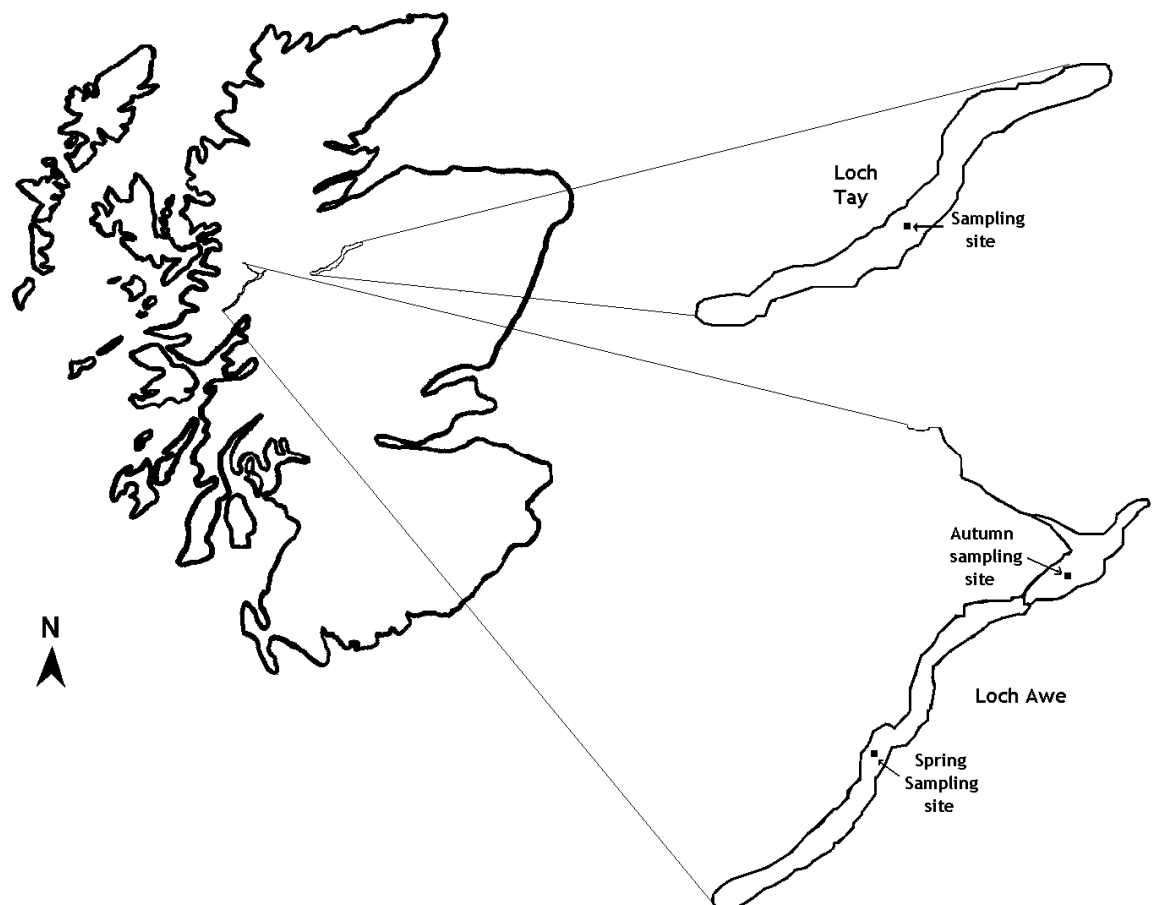 Loch
Tay
Sampling
site
Autumn
sampling
site
N
Loch Awe
Spring
Sampling
site